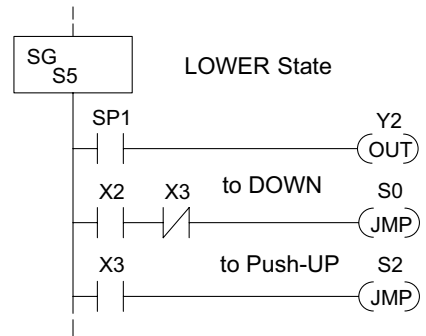 SG
S5
LOWER State
SP1
Y2
OUT
X2
X3
to DOWN
S0
JMP
X3
to Push-UP
S2
JMP